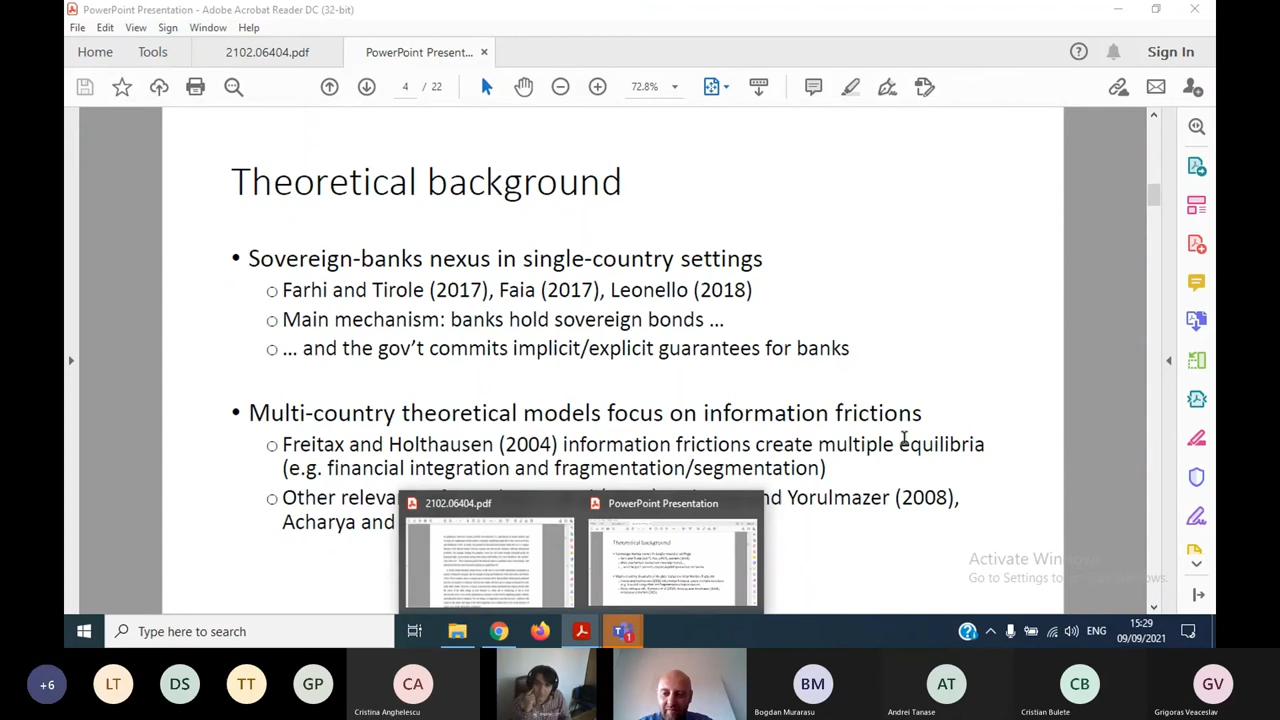 PowerPoint Presentation - Adobe Acrobat Reader DC (32-bit)
File Edit View Sign Window Help
Home Tools 2102.06404.pdf PowerPoint Present... × Sign In
4 / 22 72.8%
Theoretical background
• Sovereign-banks nexus in single-country settings
Farhi and Tirole (2017), Faia (2017), Leonello (2018)
Main mechanism: banks hold sovereign bonds …
… and the gov't commits implicit/explicit guarantees for banks
• Multi-country theoretical models focus on information frictions
Freitax and Holthausen (2004) information frictions create multiple equilibria
(e.g. financial integration and fragmentation/segmentation)
Other Yorulmazer (2008),
Acharya and
2102.06404.pdf PowerPoint Presentation
Theoretical background
Activate
Go to Settings to
Type here to search
1
ENG
15:29
09/09/2021
+6 LT DS TT GP CA BM AT CB GV
Cristina Anghelescu Bogdan Murarasu Andrei Tanase Cristian Bulete Grigoras Veaceslav